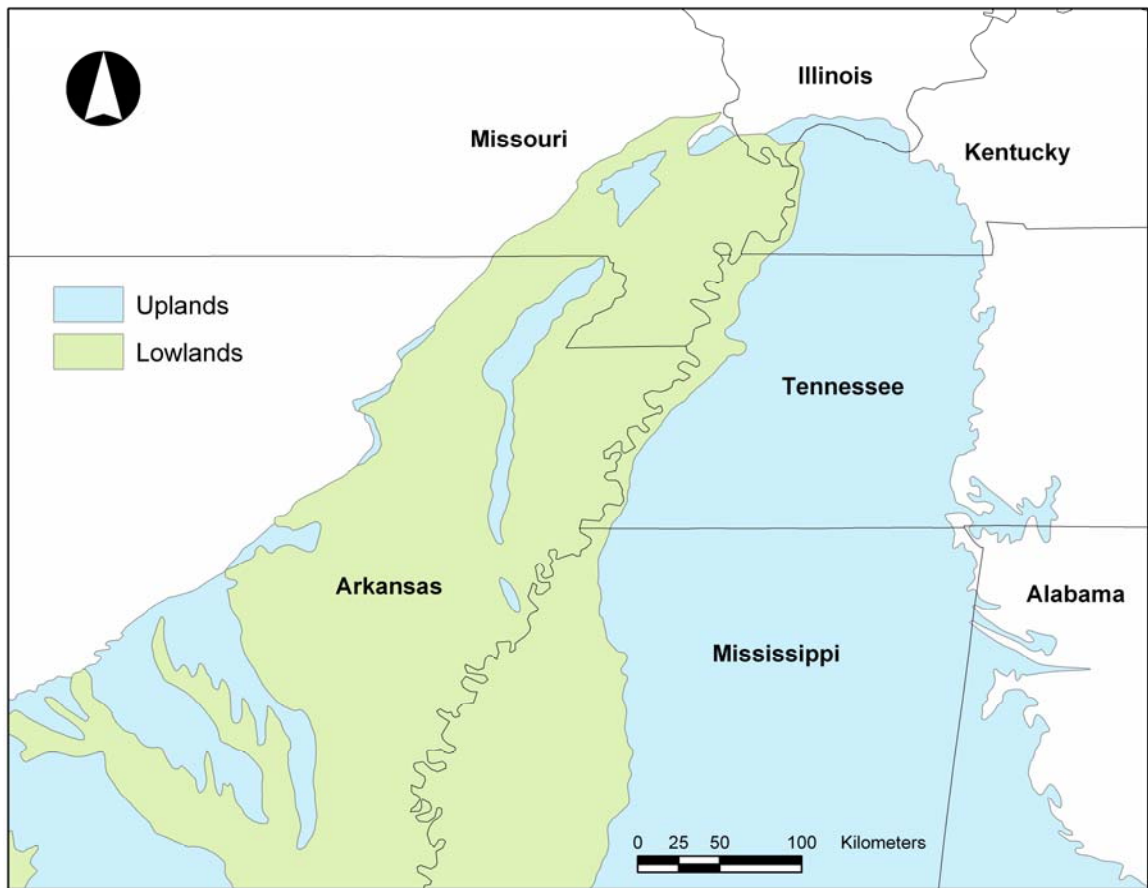 Illinois
Missouri
Kentucky
Uplands
Lowlands
Tennessee
Arkansas
Alabama
Mississippi
0 25 50 100 Kilometers